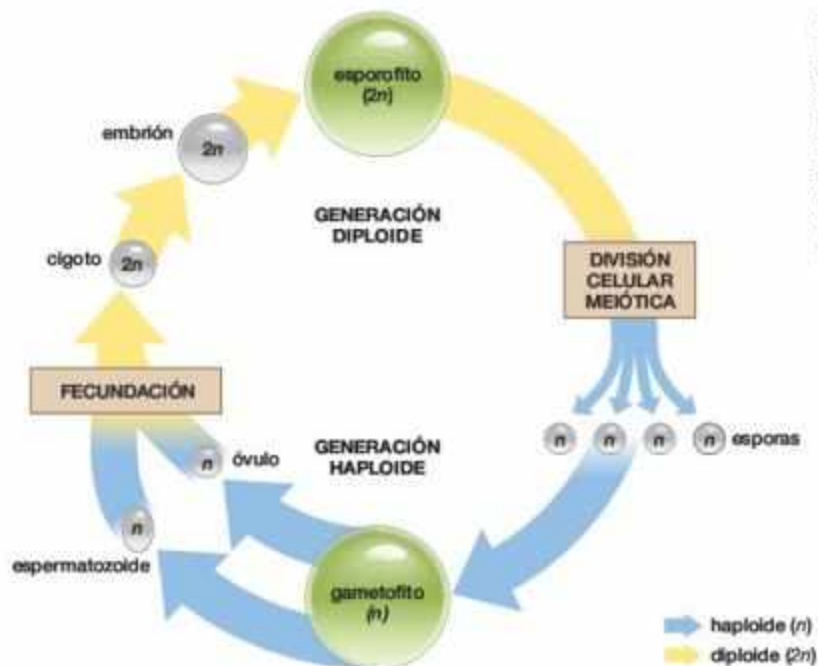 esporofito
(2n)
embrión
2n
GENERACIÓN
DIPLOIDE
cigoto
2n
DIVISIÓN
CELULAR
MEIÓTICA
FECUNDACIÓN
n n n n esporas
GENERACIÓN
HAPLOIDE
n óvulo
n
espermatozoide
gametofito
(n)
haploide (n)
diploide (2n)